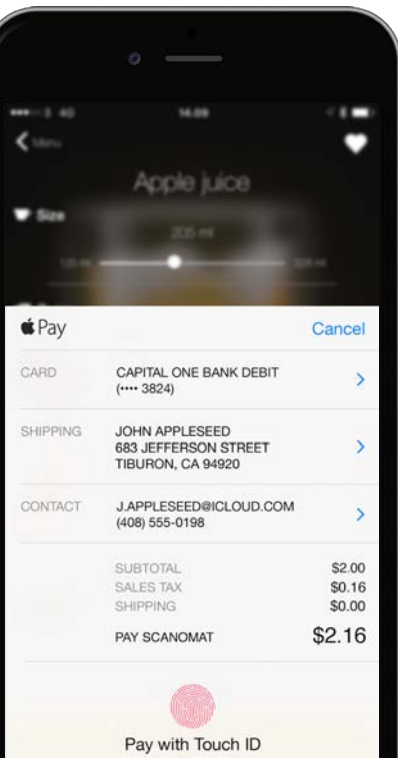 3 4G 14.09
Menu
Apple juice
Size
205 ml
Pay Cancel
CARD CAPITAL ONE BANK DEBIT
(•••• 3824)
SHIPPING JOHN APPLESEED
683 JEFFERSON STREET
TIBURON, CA 94920
CONTACT J.APPLESEED@ICLOUD.COM
(408) 555-0198
SUBTOTAL $2.00
SALES TAX $0.16
SHIPPING $0.00
PAY SCANOMAT $2.16
Pay with Touch ID